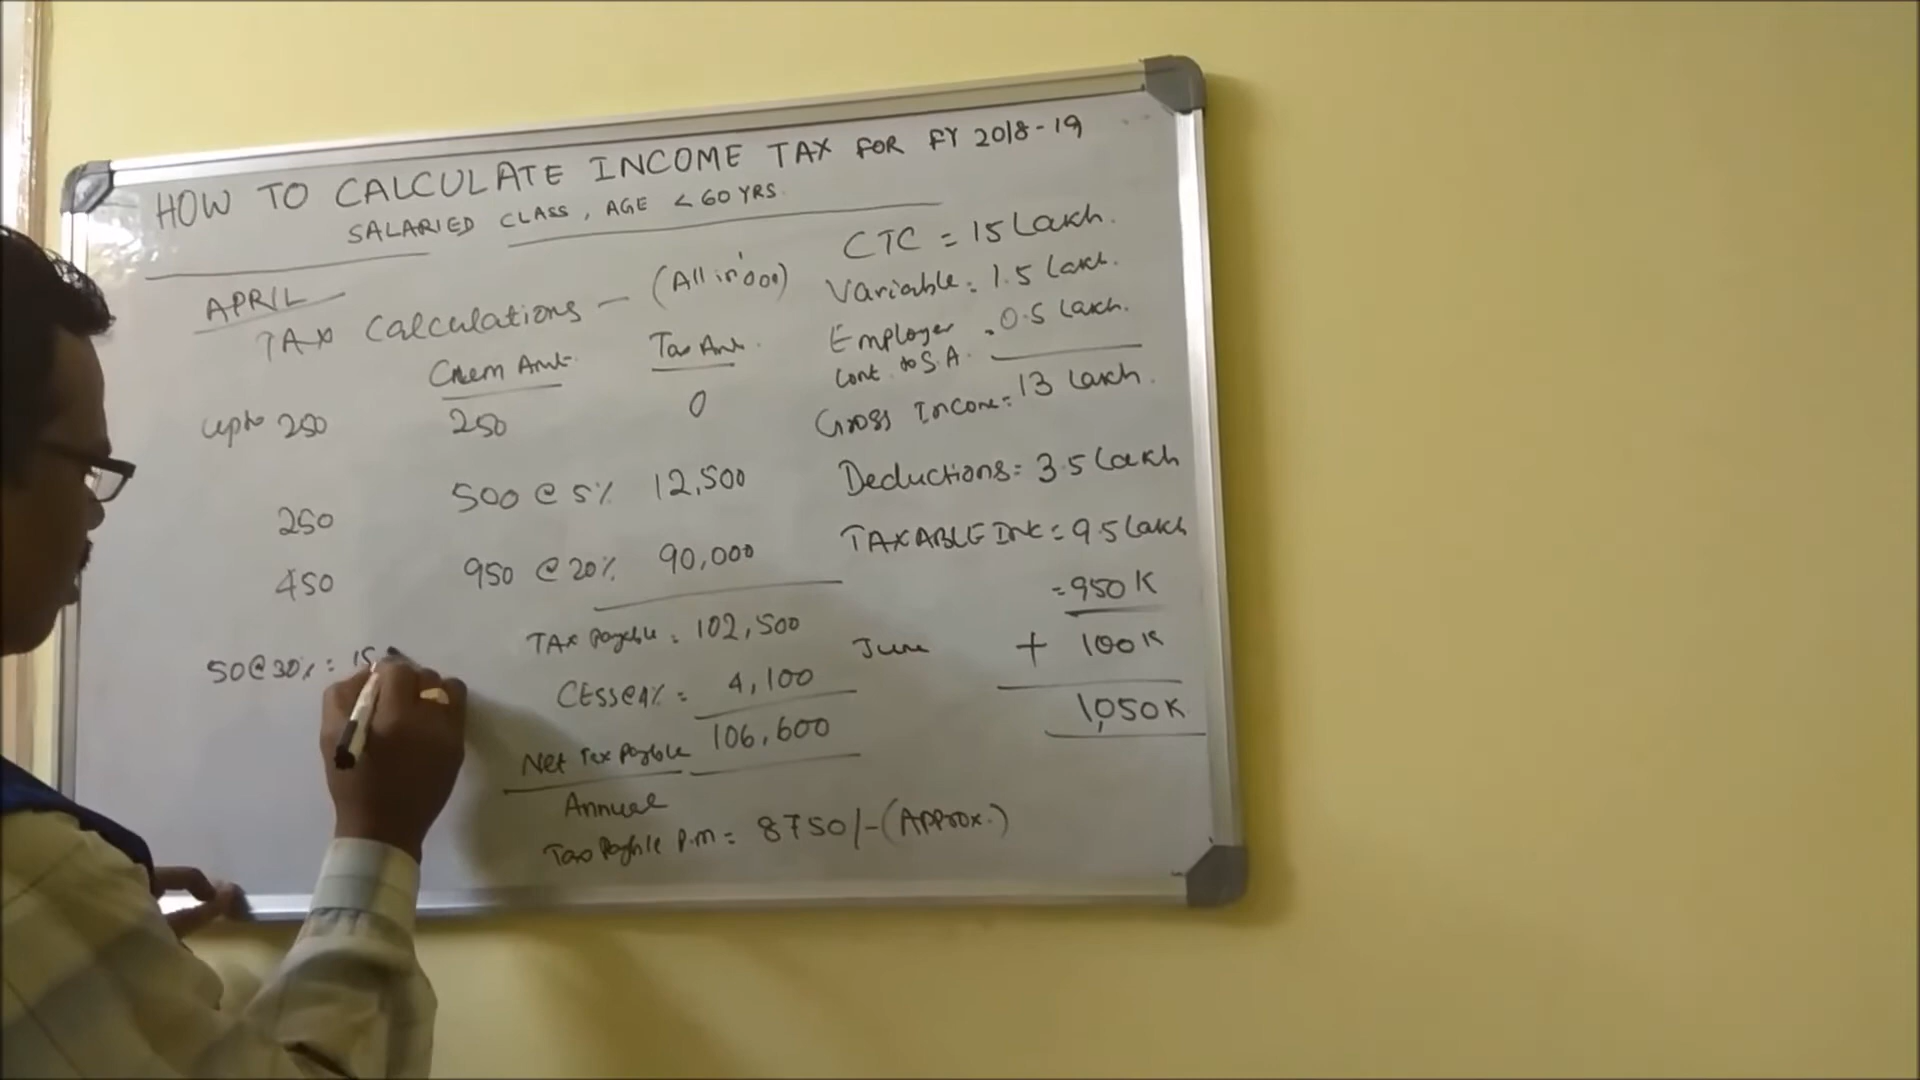 HOW TO CALCULATE INCOME TAX FOR FY 2018-19
SALARIED CLASS, AGE < 60 YRS.
APRIL
TAX Calculations — (All in '000)
Cum Amt. Tax Amt.
upto 250 250 0
250 500 @ 5% 12,500
450 950 @ 20% 90,000
TAX Payable = 102,500
CESS@4% = 4,100
Net Tax Payable 106,600
Annual
Tax Payable P.m = 8750/- (Approx.)
50@30% = 15
CTC = 15 Lakh.
Variable = 1.5 Lakh.
Employer = 0.5 Lakh.
Cont. to S.A.
Gross Income = 13 Lakh.
Deductions = 3.5 Lakh
TAXABLE INC = 9.5 Lakh
= 950 K
June + 100 K
1,050 K